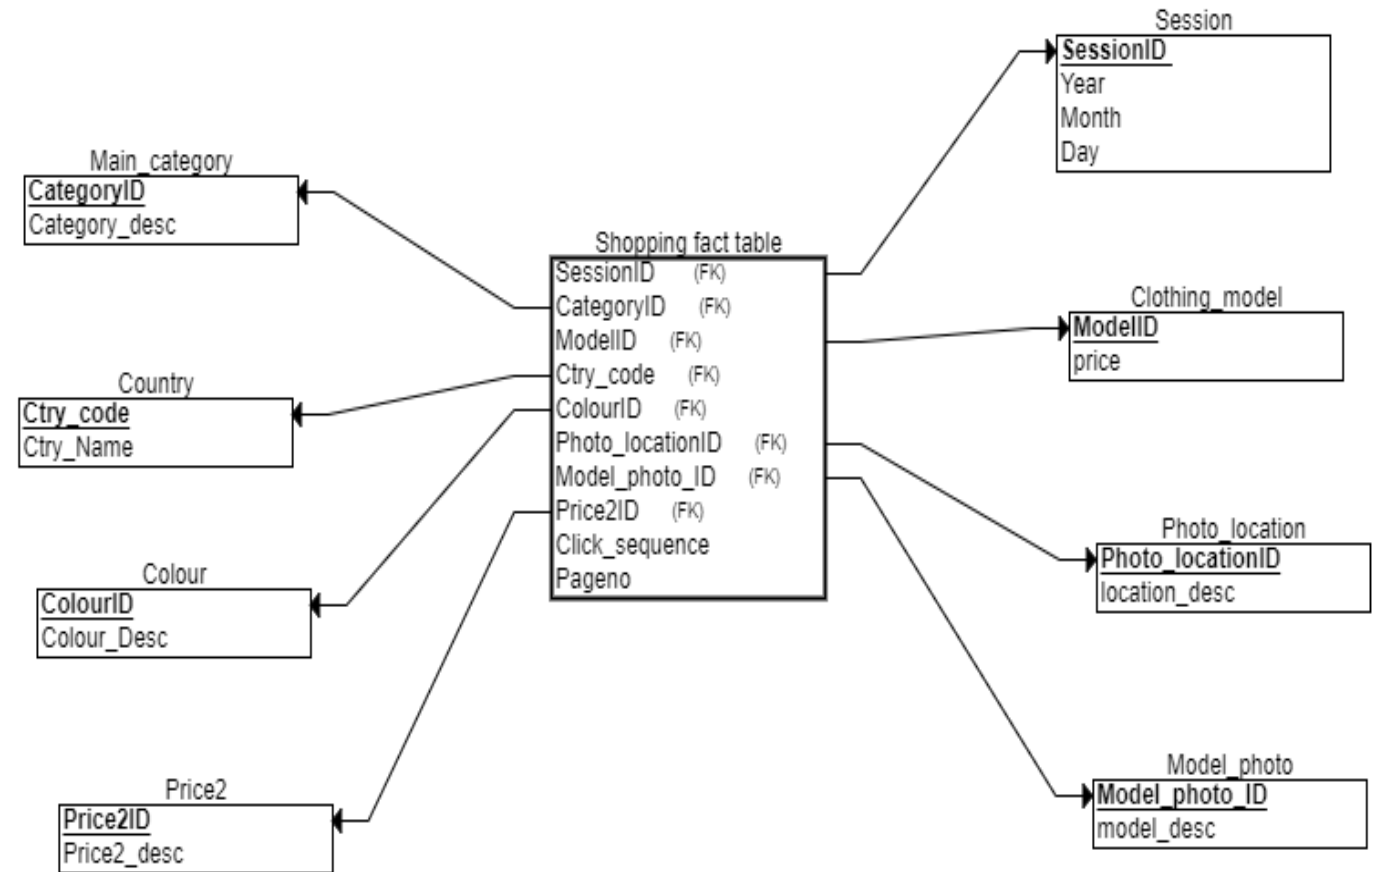 Session
SessionID
Year
Month
Day
Main_category
CategoryID
Category_desc
Shopping fact table
SessionID (FK)
CategoryID (FK)
ModelID (FK)
Ctry_code (FK)
ColourID (FK)
Photo_locationID (FK)
Model_photo_ID (FK)
Price2ID (FK)
Click_sequence
Pageno
Clothing_model
ModelID
price
Country
Ctry_code
Ctry_Name
Photo_location
Photo_locationID
location_desc
Colour
ColourID
Colour_Desc
Model_photo
Model_photo_ID
model_desc
Price2
Price2ID
Price2_desc